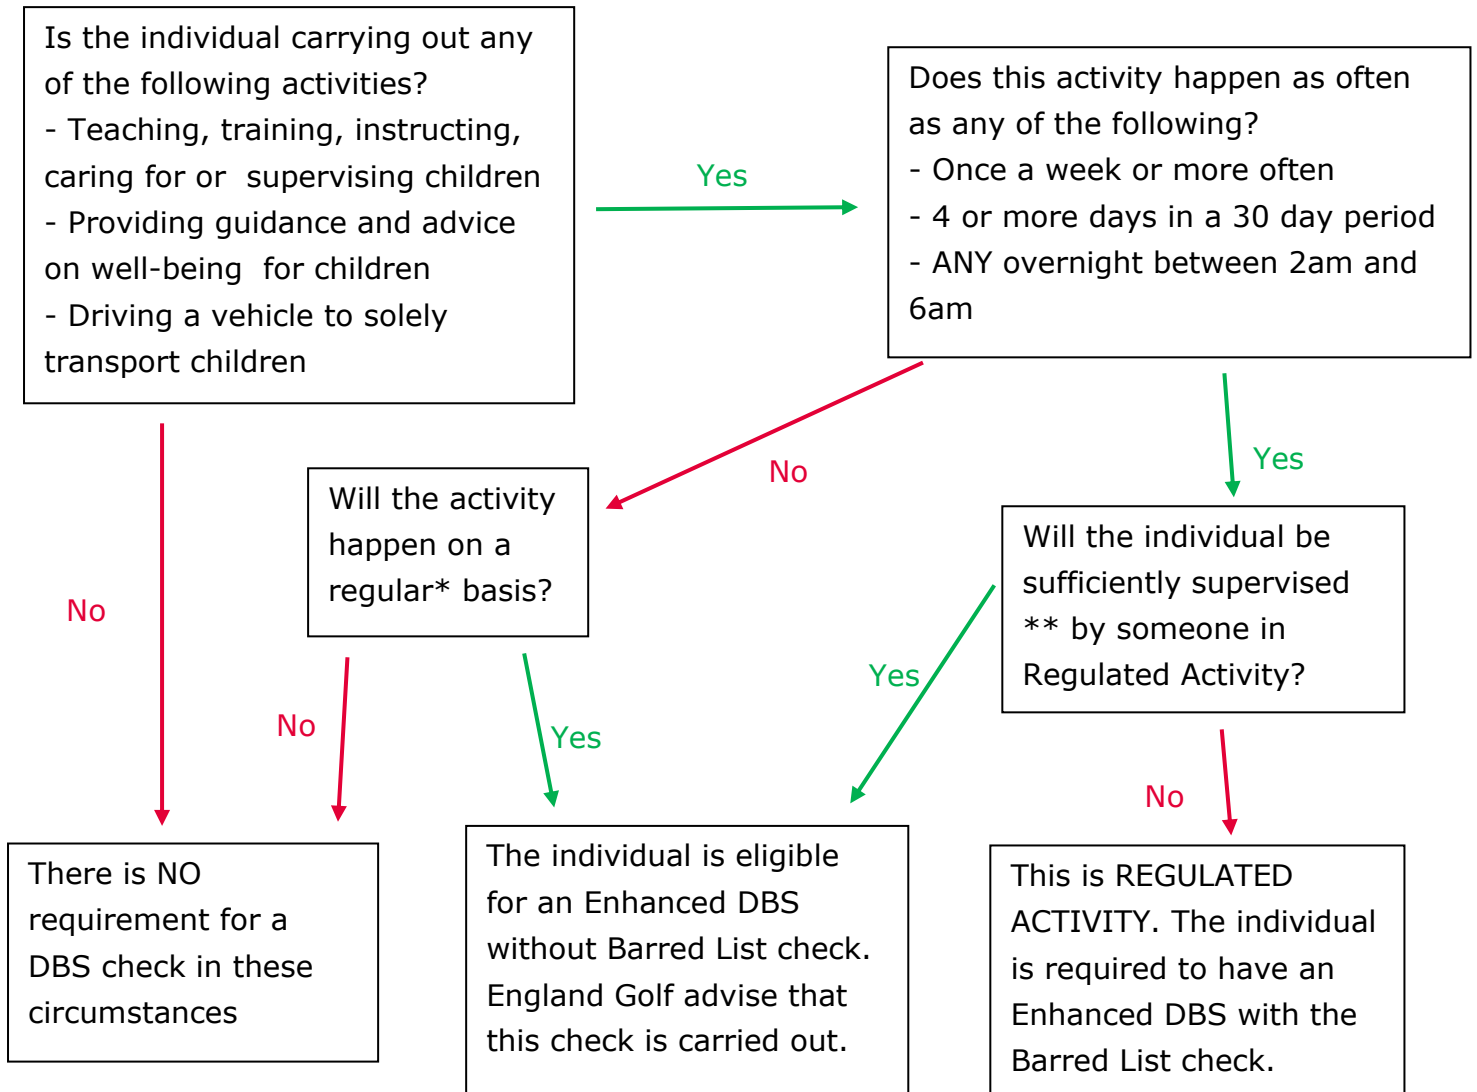 Is the individual carrying out any
of the following activities?
- Teaching, training, instructing,
caring for or supervising children
- Providing guidance and advice
on well-being for children
- Driving a vehicle to solely
transport children
Yes
Does this activity happen as often
as any of the following?
- Once a week or more often
- 4 or more days in a 30 day period
- ANY overnight between 2am and
6am
No
No
Yes
Will the activity
happen on a
regular* basis?
Will the individual be
sufficiently supervised
** by someone in
Regulated Activity?
No
Yes
Yes
No
There is NO
requirement for a
DBS check in these
circumstances
The individual is eligible
for an Enhanced DBS
without Barred List check.
England Golf advise that
this check is carried out.
This is REGULATED
ACTIVITY. The individual
is required to have an
Enhanced DBS with the
Barred List check.